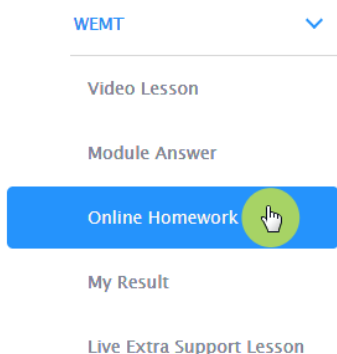 WEMT
Video Lesson
Module Answer
Online Homework
My Result
Live Extra Support Lesson